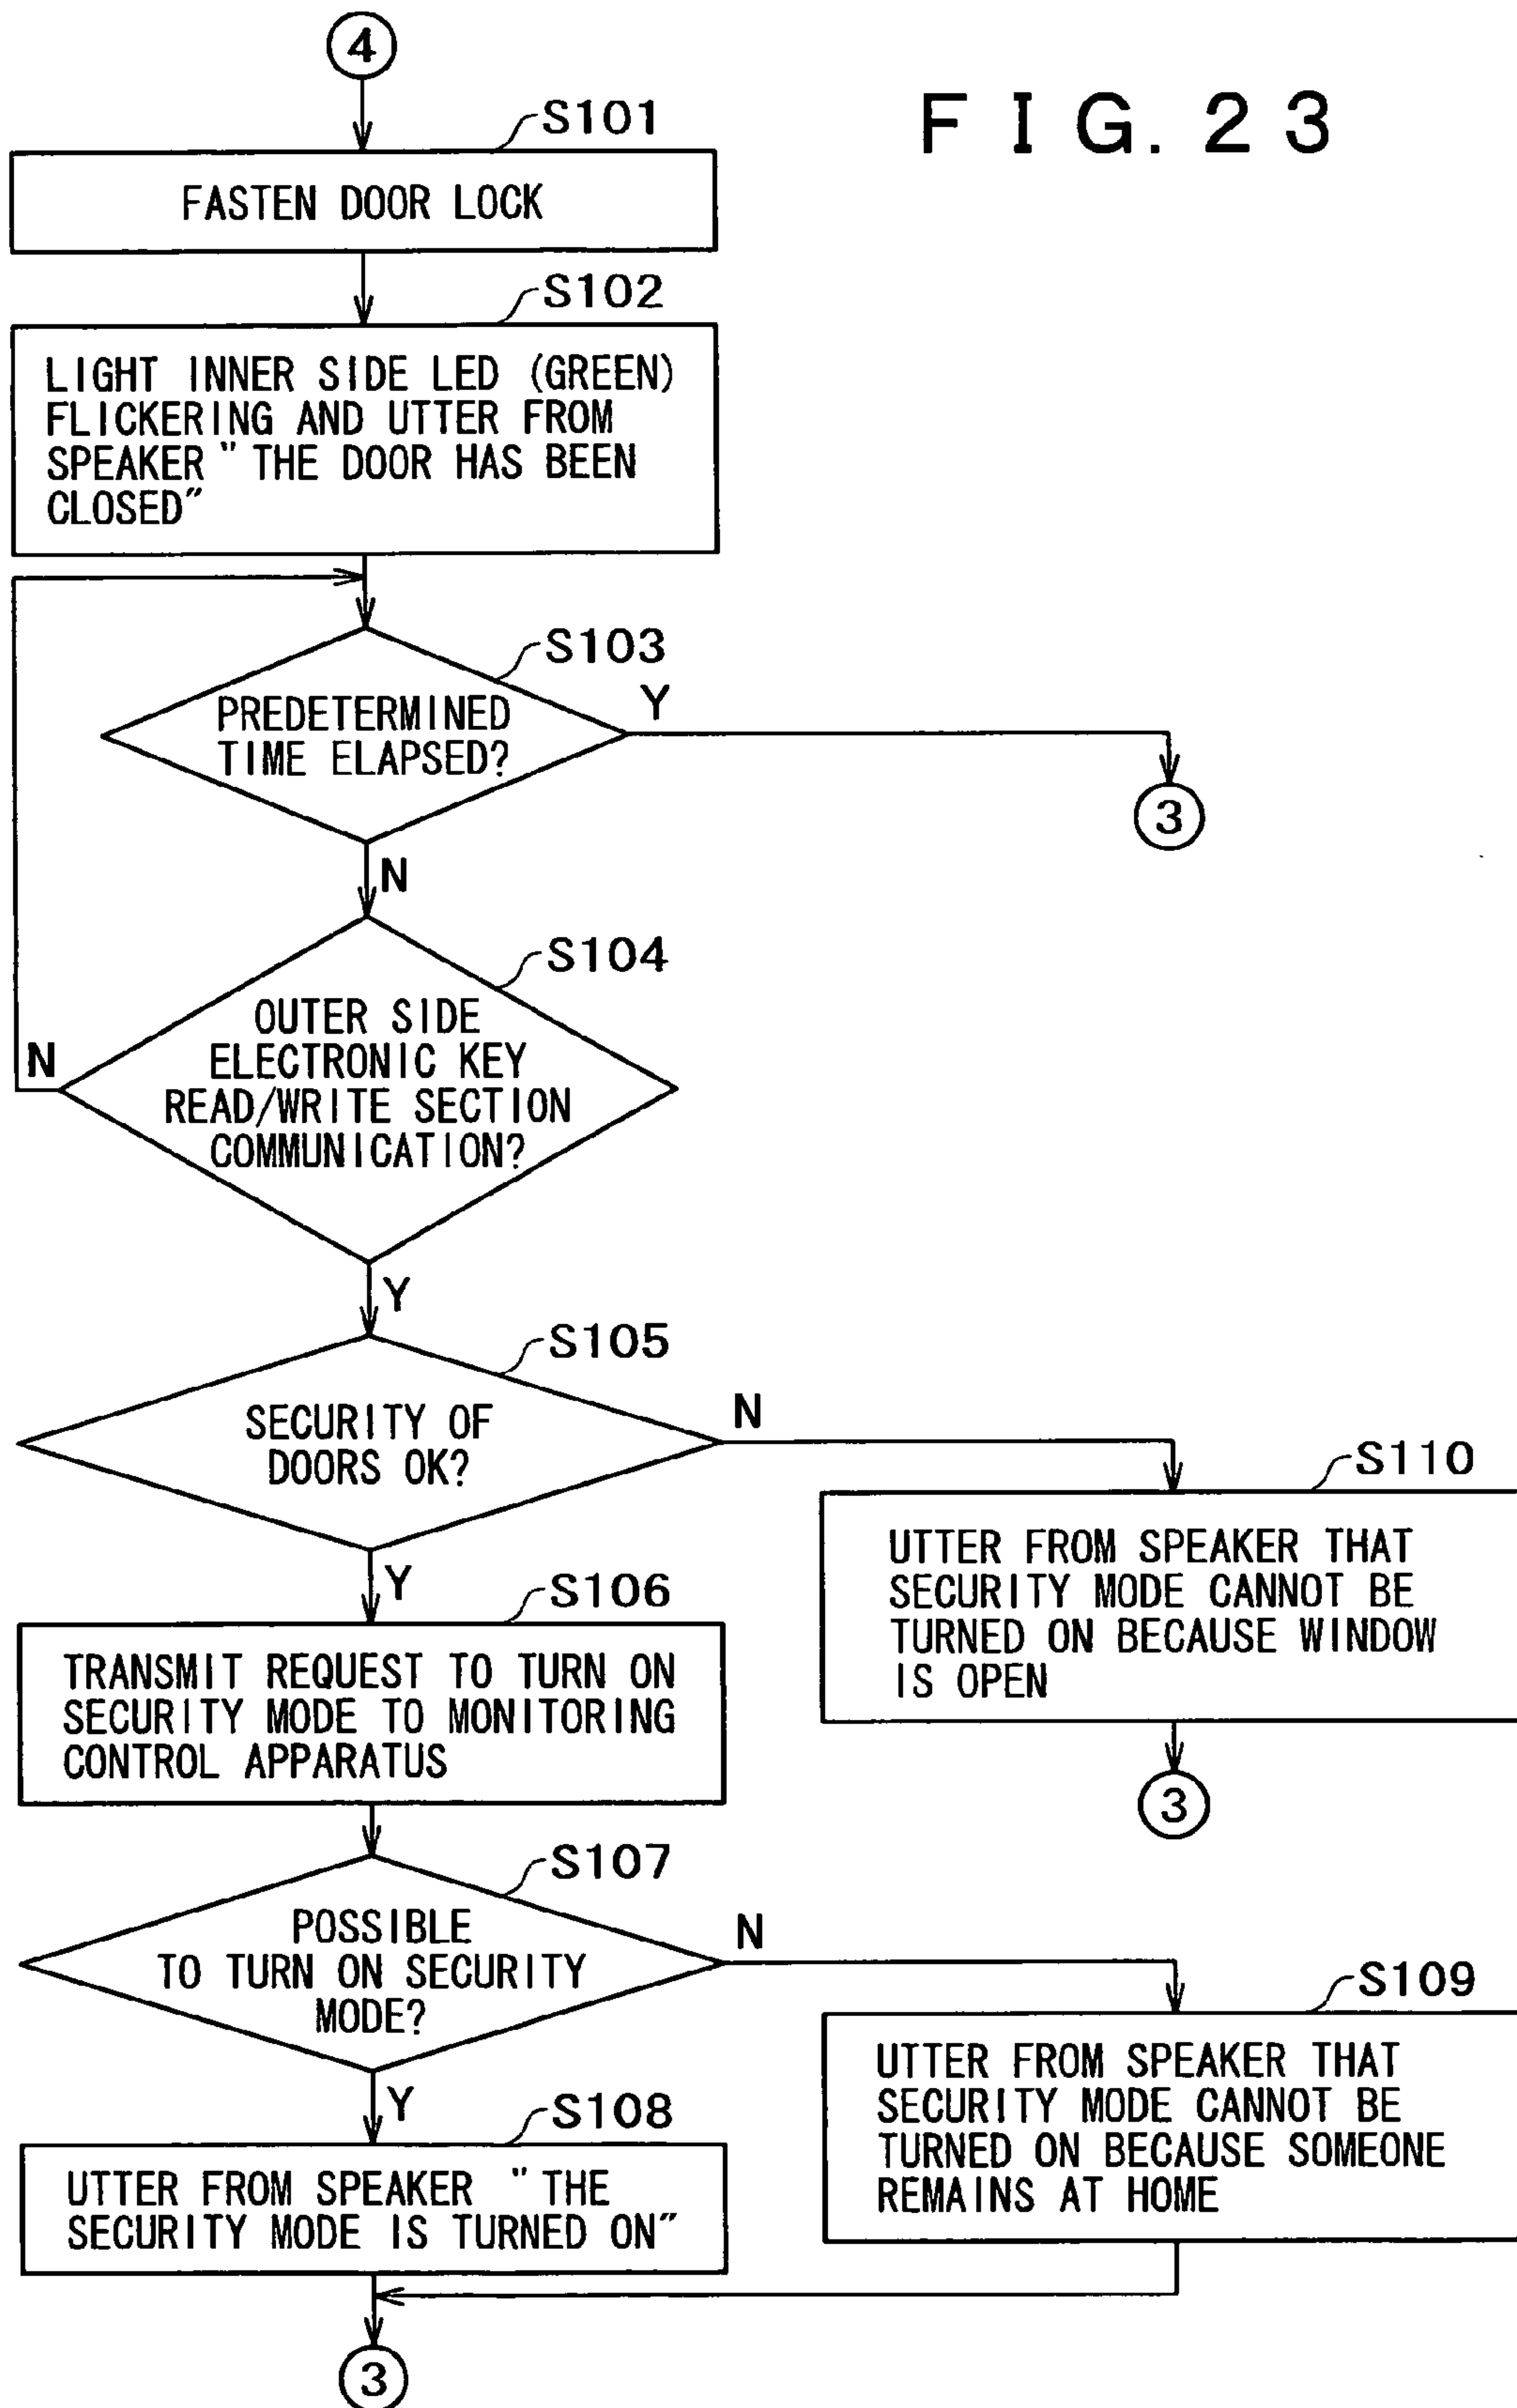 4
FIG. 23
S101
FASTEN DOOR LOCK
S102
LIGHT INNER SIDE LED (GREEN)
FLICKERING AND UTTER FROM
SPEAKER "THE DOOR HAS BEEN
CLOSED"
S103
PREDETERMINED
TIME ELAPSED?
Y
3
N
S104
OUTER SIDE
ELECTRONIC KEY
READ/WRITE SECTION
COMMUNICATION?
N
Y
S105
SECURITY OF
DOORS OK?
N
S110
UTTER FROM SPEAKER THAT
SECURITY MODE CANNOT BE
TURNED ON BECAUSE WINDOW
IS OPEN
3
Y
S106
TRANSMIT REQUEST TO TURN ON
SECURITY MODE TO MONITORING
CONTROL APPARATUS
S107
POSSIBLE
TO TURN ON SECURITY
MODE?
N
S109
UTTER FROM SPEAKER THAT
SECURITY MODE CANNOT BE
TURNED ON BECAUSE SOMEONE
REMAINS AT HOME
Y
S108
UTTER FROM SPEAKER "THE
SECURITY MODE IS TURNED ON"
3